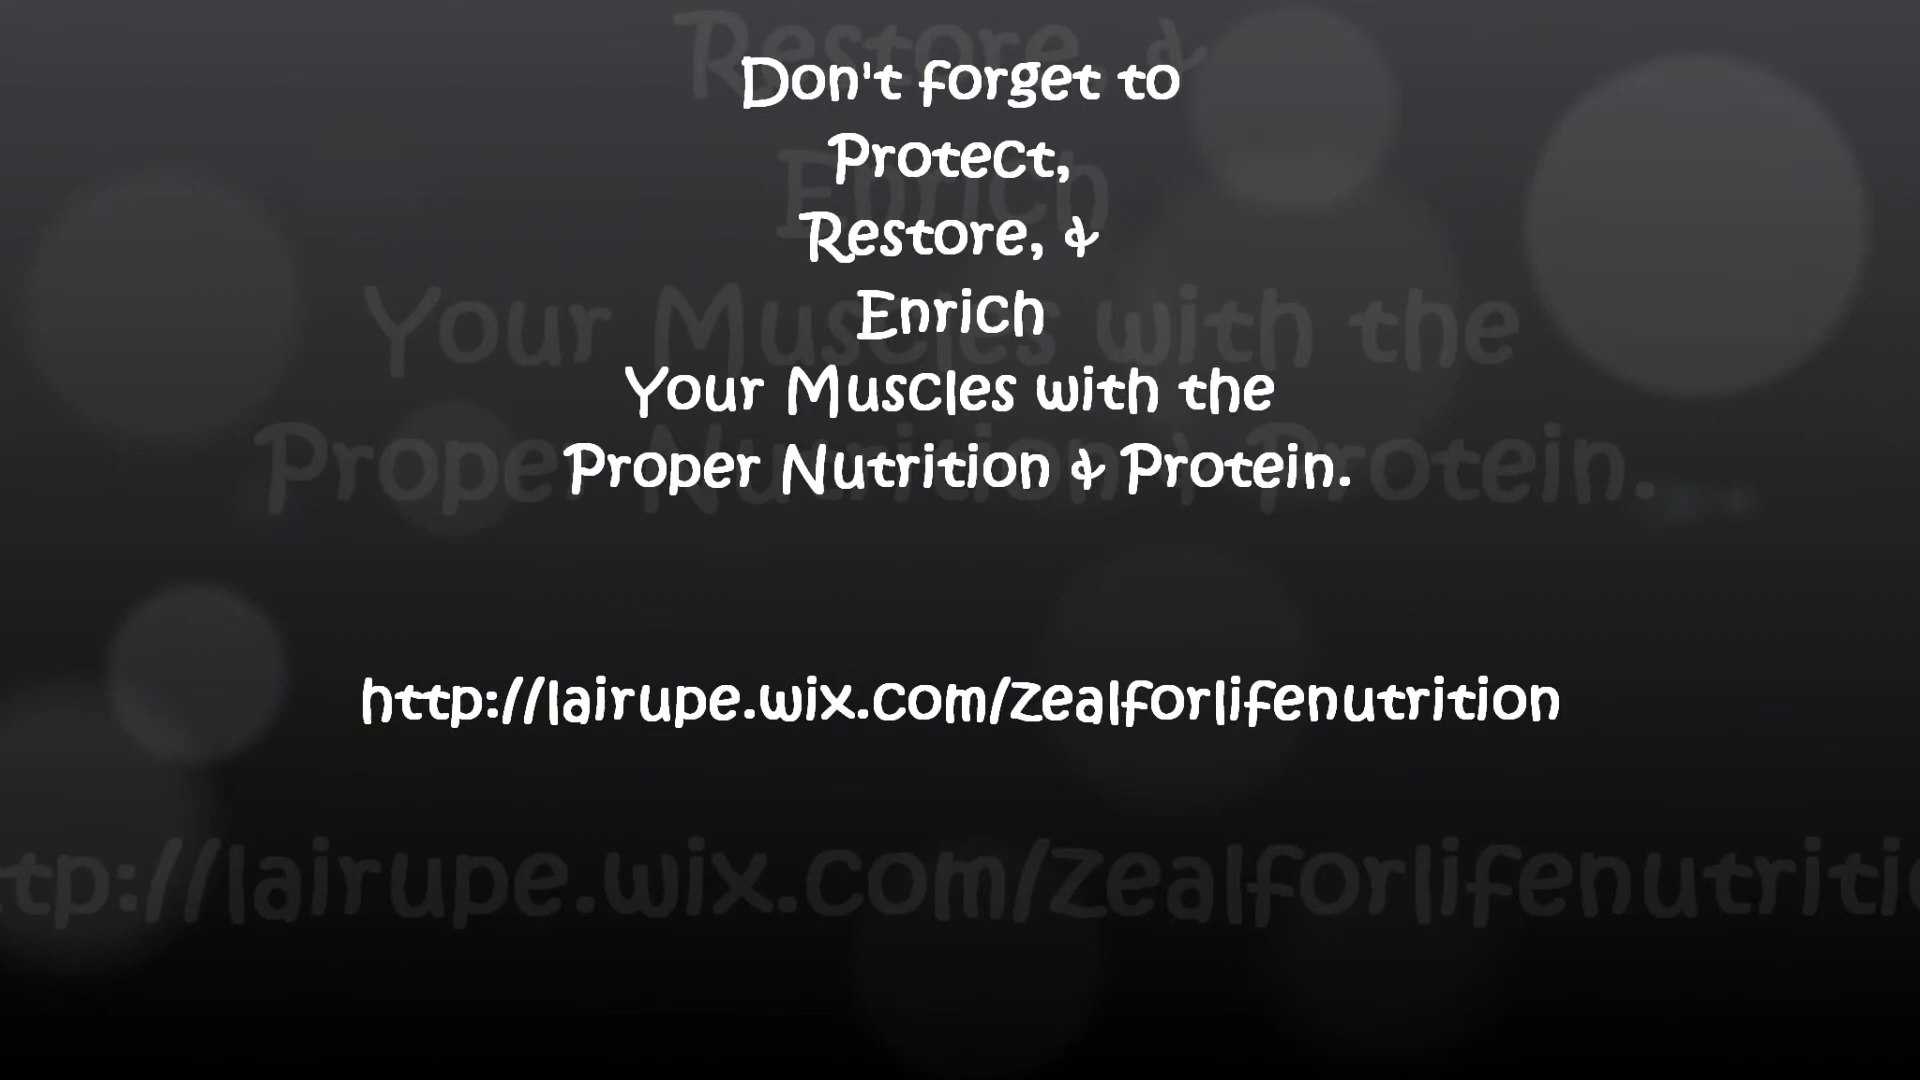 Don't forget to
Protect,
Restore, &
Enrich
Your Muscles with the
Proper Nutrition & Protein.
http://lairupe.wix.com/zealforlifenutrition